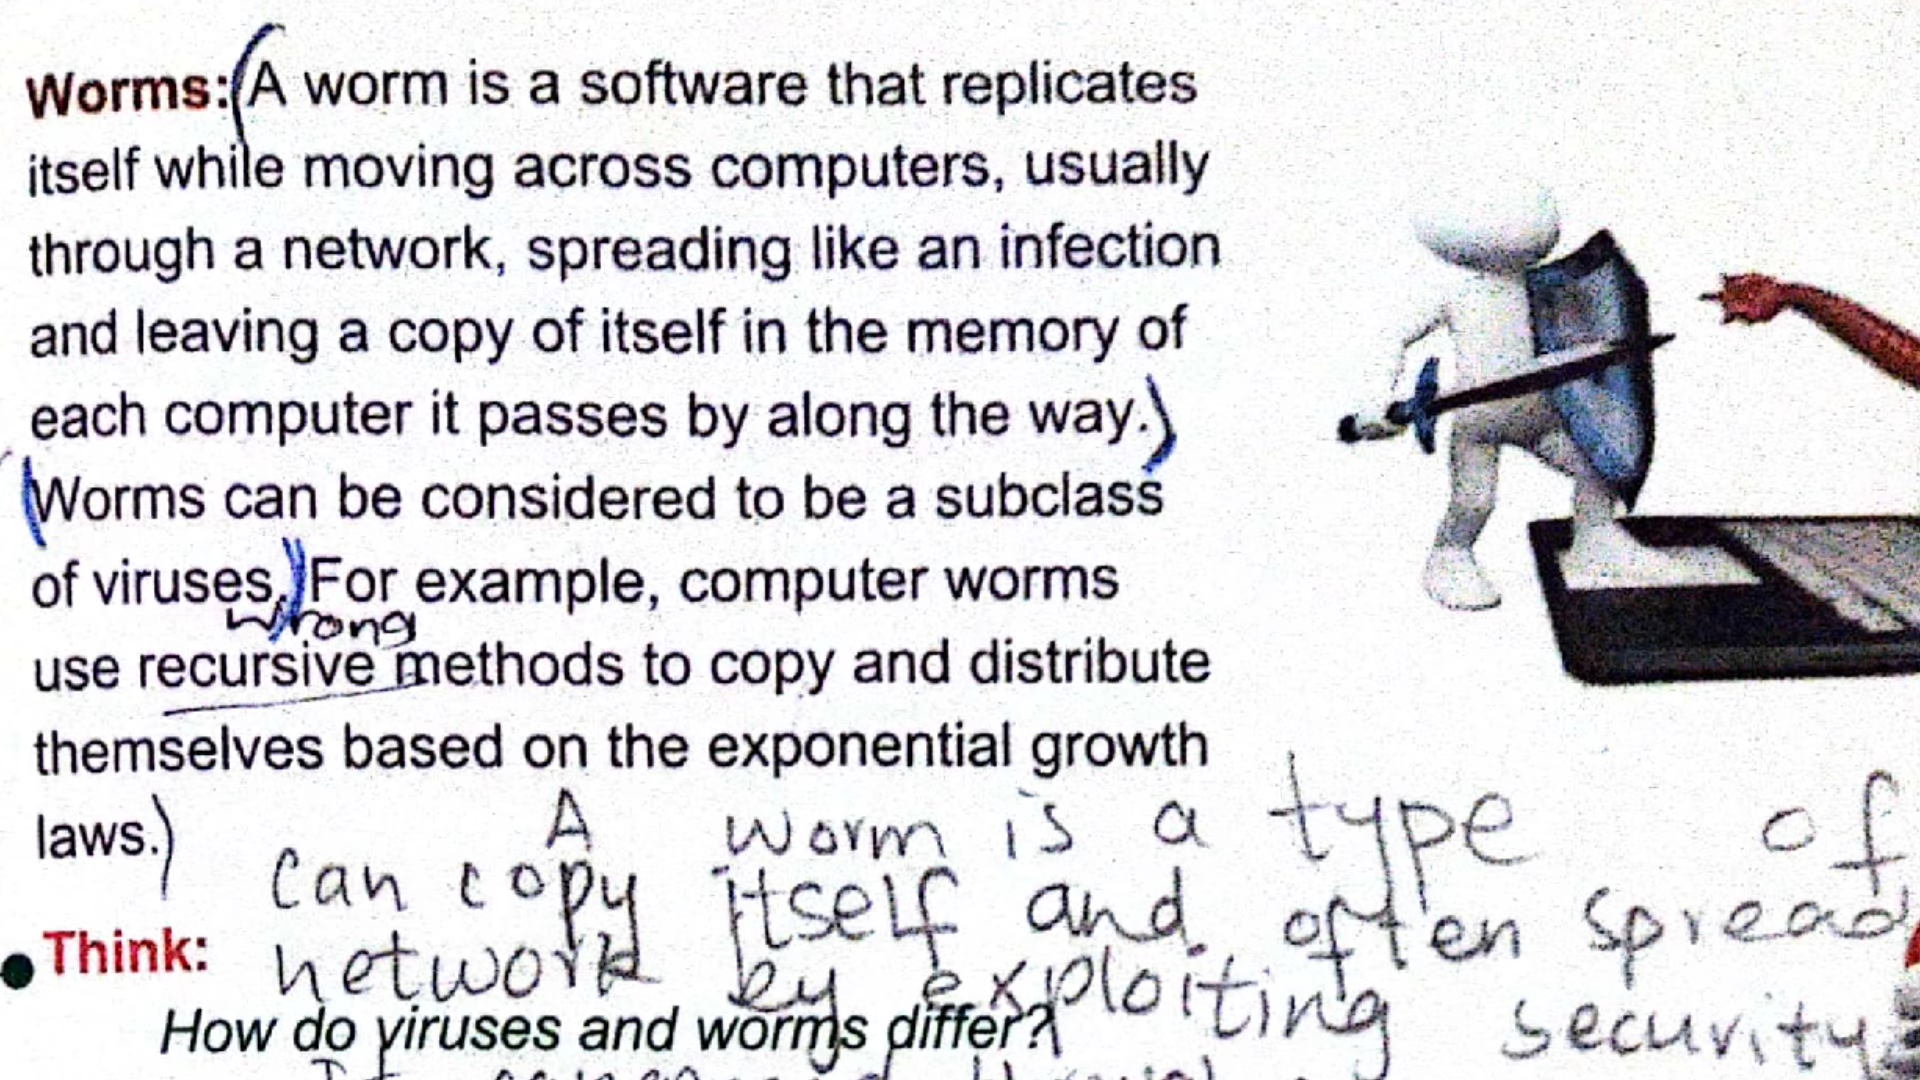 Worms: (A worm is a software that replicates
itself while moving across computers, usually
through a network, spreading like an infection
and leaving a copy of itself in the memory of
each computer it passes by along the way.)
(Worms can be considered to be a subclass
of viruses.) For example, computer worms
wrong
use recursive methods to copy and distribute
themselves based on the exponential growth
laws.)
A worm is a type of
can copy itself and often spread
Think:
network by exploiting security
How do viruses and worms differ?